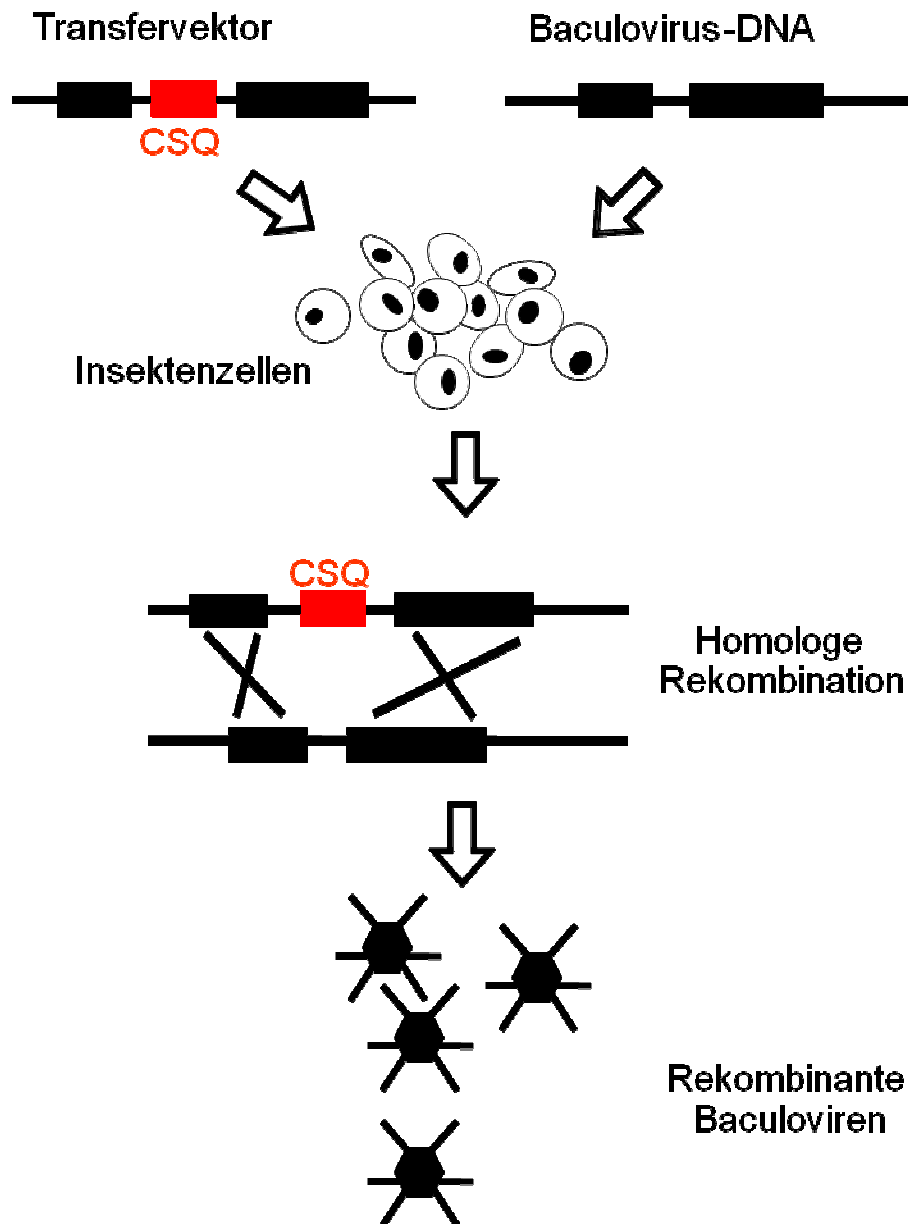 Transfervektor
Baculovirus-DNA
CSQ
Insektenzellen
CSQ
Homologe
Rekombination
Rekombinante
Baculoviren